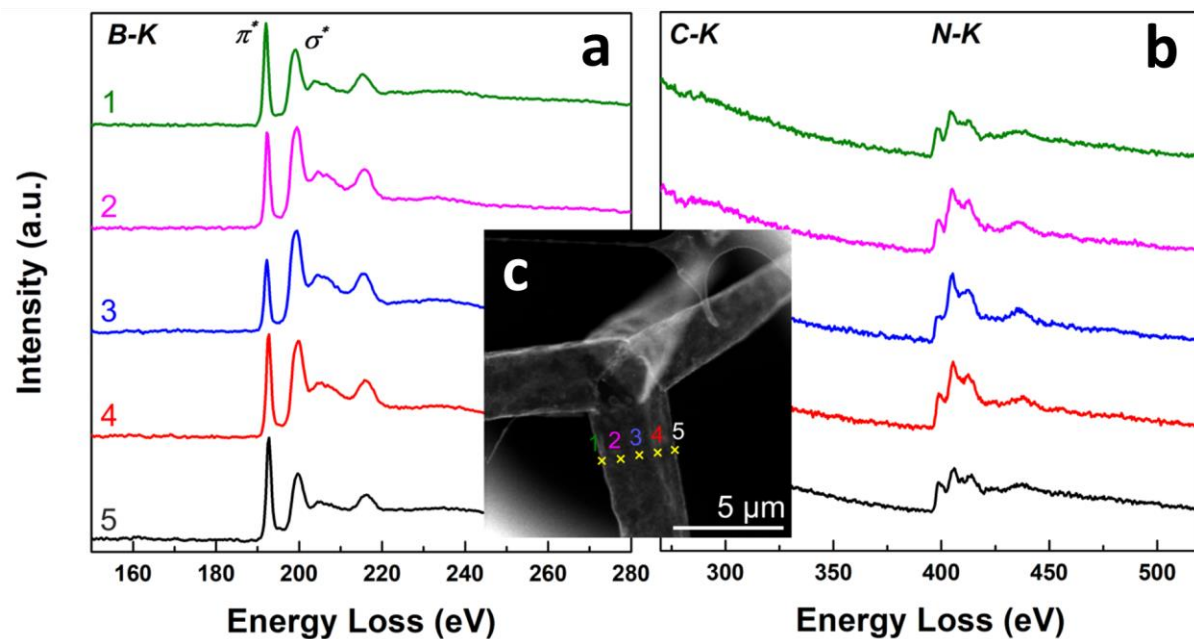 B-K π* σ* a
1
2
3
4
5
160 180 200 220 240 260 280
Energy Loss (eV)
Intensity (a.u.)
C-K N-K b
300 350 400 450 500
Energy Loss (eV)
c
1 2 3 4 5
5 µm